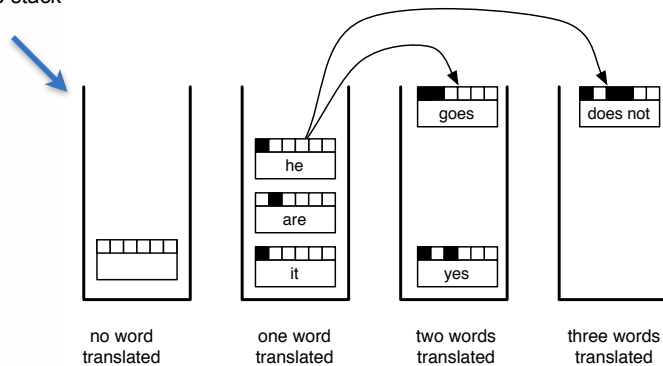 stack
goes
does not
he
are
it
yes
no word
translated
one word
translated
two words
translated
three words
translated